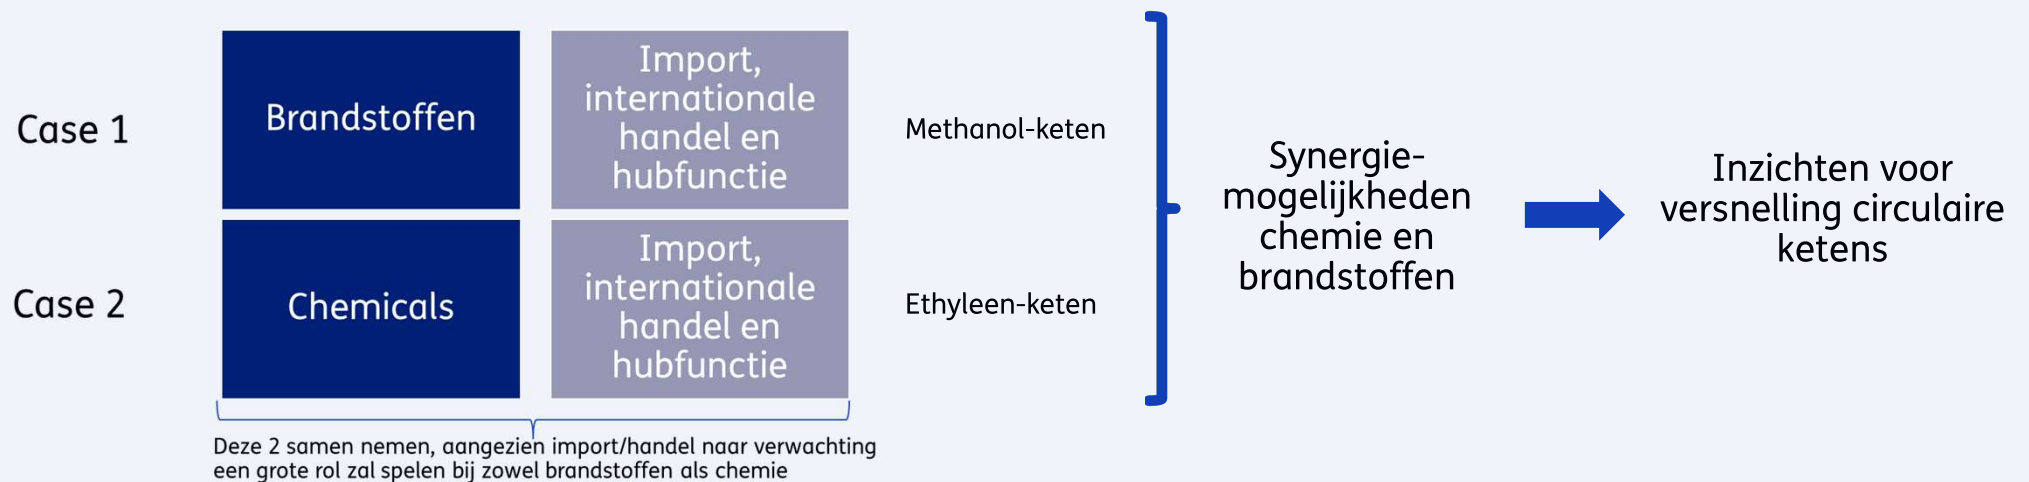 Case 1
Brandstoffen
Import,
internationale
handel en
hubfunctie
Methanol-keten
Case 2
Chemicals
Import,
internationale
handel en
hubfunctie
Ethyleen-keten
Deze 2 samen nemen, aangezien import/handel naar verwachting
een grote rol zal spelen bij zowel brandstoffen als chemie
Synergie-
mogelijkheden
chemie en
brandstoffen
Inzichten voor
versnelling circulaire
ketens